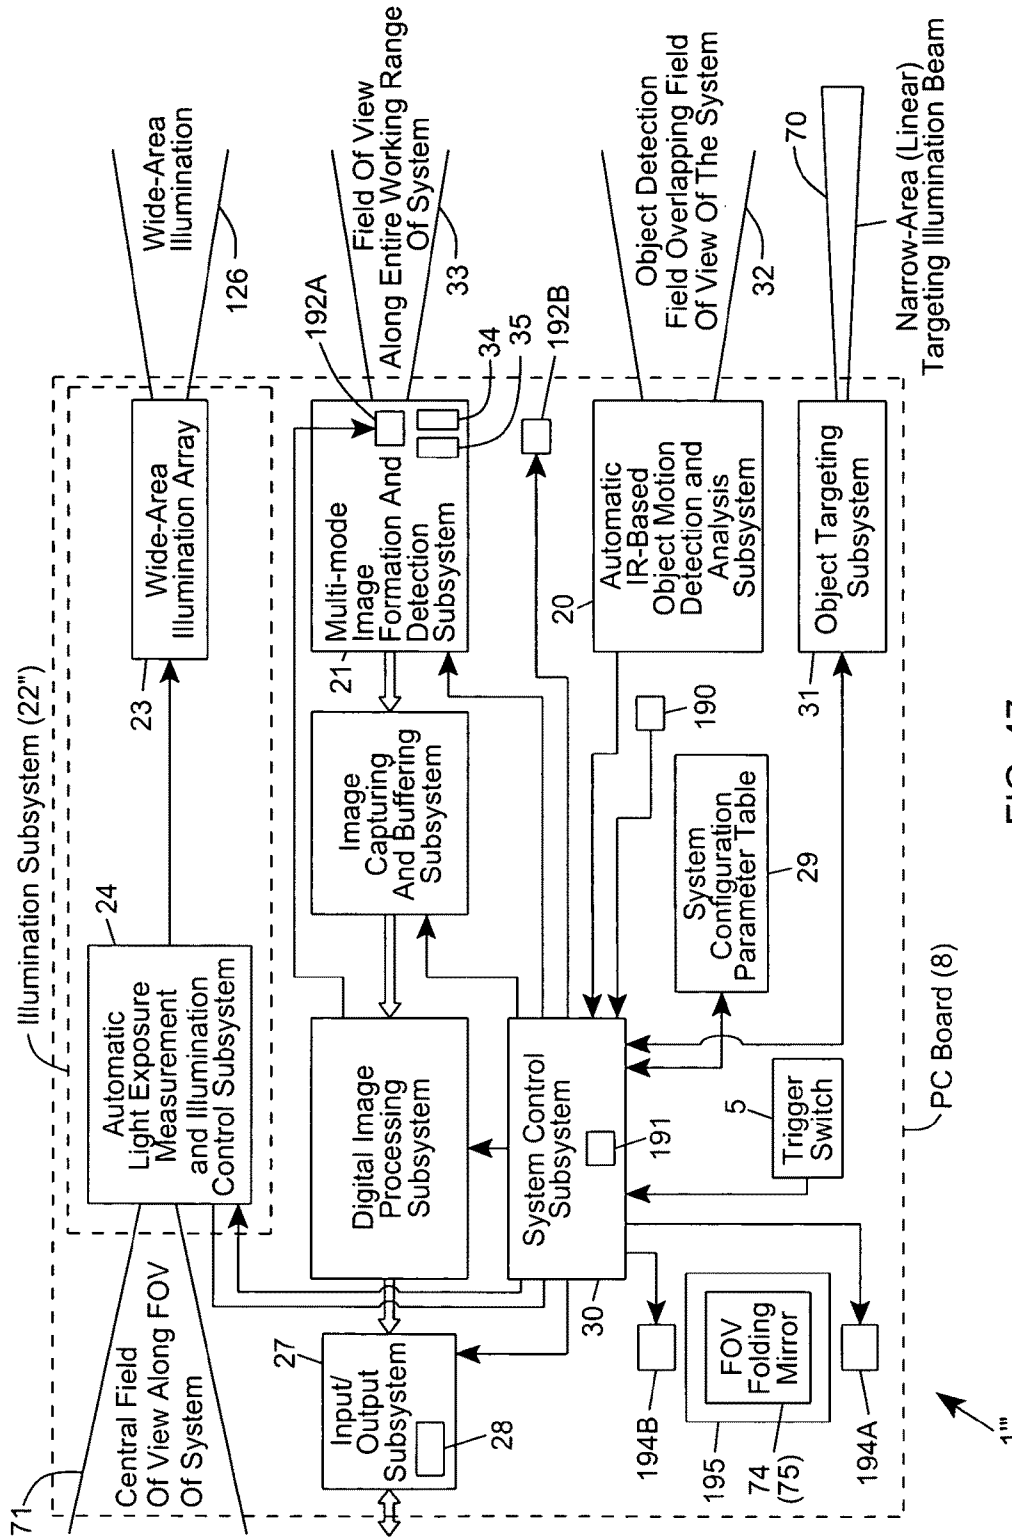 Illumination Subsystem (22")
71
Central Field
Of View Along FOV
Of System
24
Automatic
Light Exposure
Measurement
and Illumination
Control Subsystem
23
Wide-Area
Illumination Array
Wide-Area
Illumination
126
27
Input/
Output
Subsystem
28
Digital Image
Processing
Subsystem
Image
Capturing
And Buffering
Subsystem
21
Multi-mode
Image
Formation And
Detection
Subsystem
192A
34
35
Field Of View
Along Entire Working Range
Of System
33
192B
30
System Control
Subsystem
191
190
20
Automatic
IR-Based
Object Motion
Detection and
Analysis
Subsystem
Object Detection
Field Overlapping Field
Of View Of The System
32
194B
195
FOV
Folding
Mirror
74
(75)
194A
5
Trigger
Switch
System
Configuration
Parameter Table
29
31
Object Targeting
Subsystem
70
Narrow-Area (Linear)
Targeting Illumination Beam
PC Board (8)
1'''
FIG.